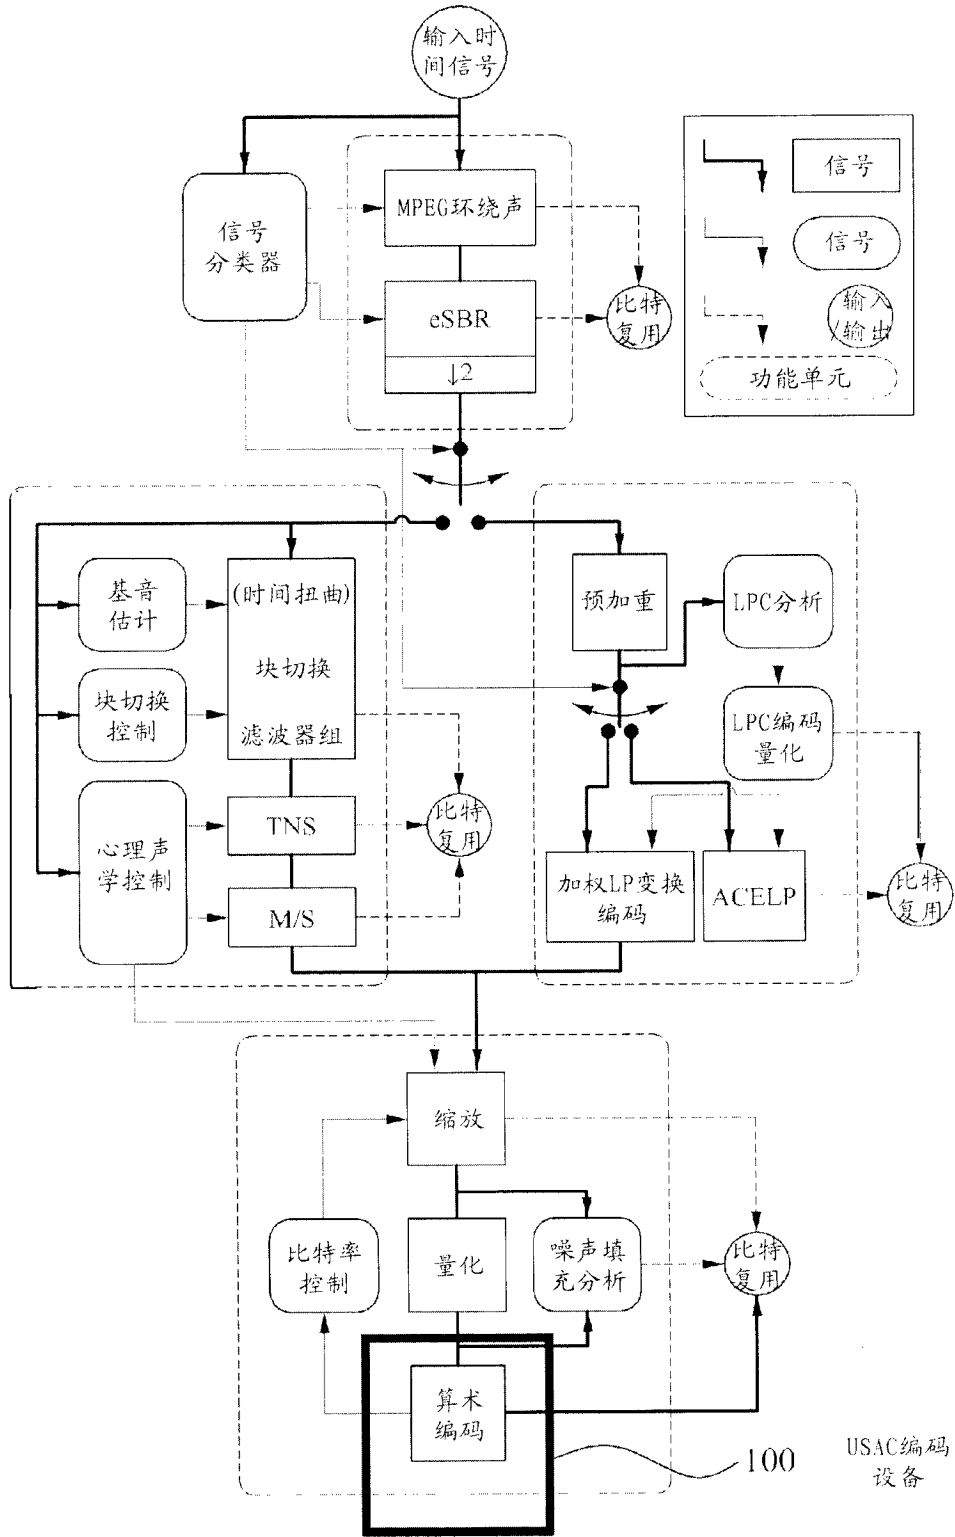 输入时
间信号
信号
分类器
MPEG环绕声
eSBR
↓2
比特
复用
信号
信号
输入
/输出
功能单元
基音
估计
(时间扭曲)
块切换
滤波器组
块切换
控制
心理声
学控制
TNS
M/S
比特
复用
预加重
LPC分析
LPC编码
量化
加权LP变换
编码
ACELP
比特
复用
缩放
比特率
控制
量化
噪声填
充分析
比特
复用
算术
编码
100
USAC编码
设备